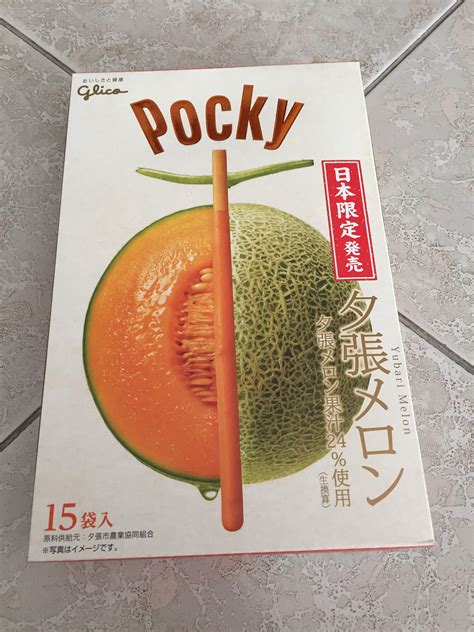 おいしさと健康
Glico
Pocky
日本限定発売
夕張メロン
Yubari Melon
夕張メロン果汁24%使用
(生換算)
15袋入
原料供給元：夕張市農業協同組合
※写真はイメージです。